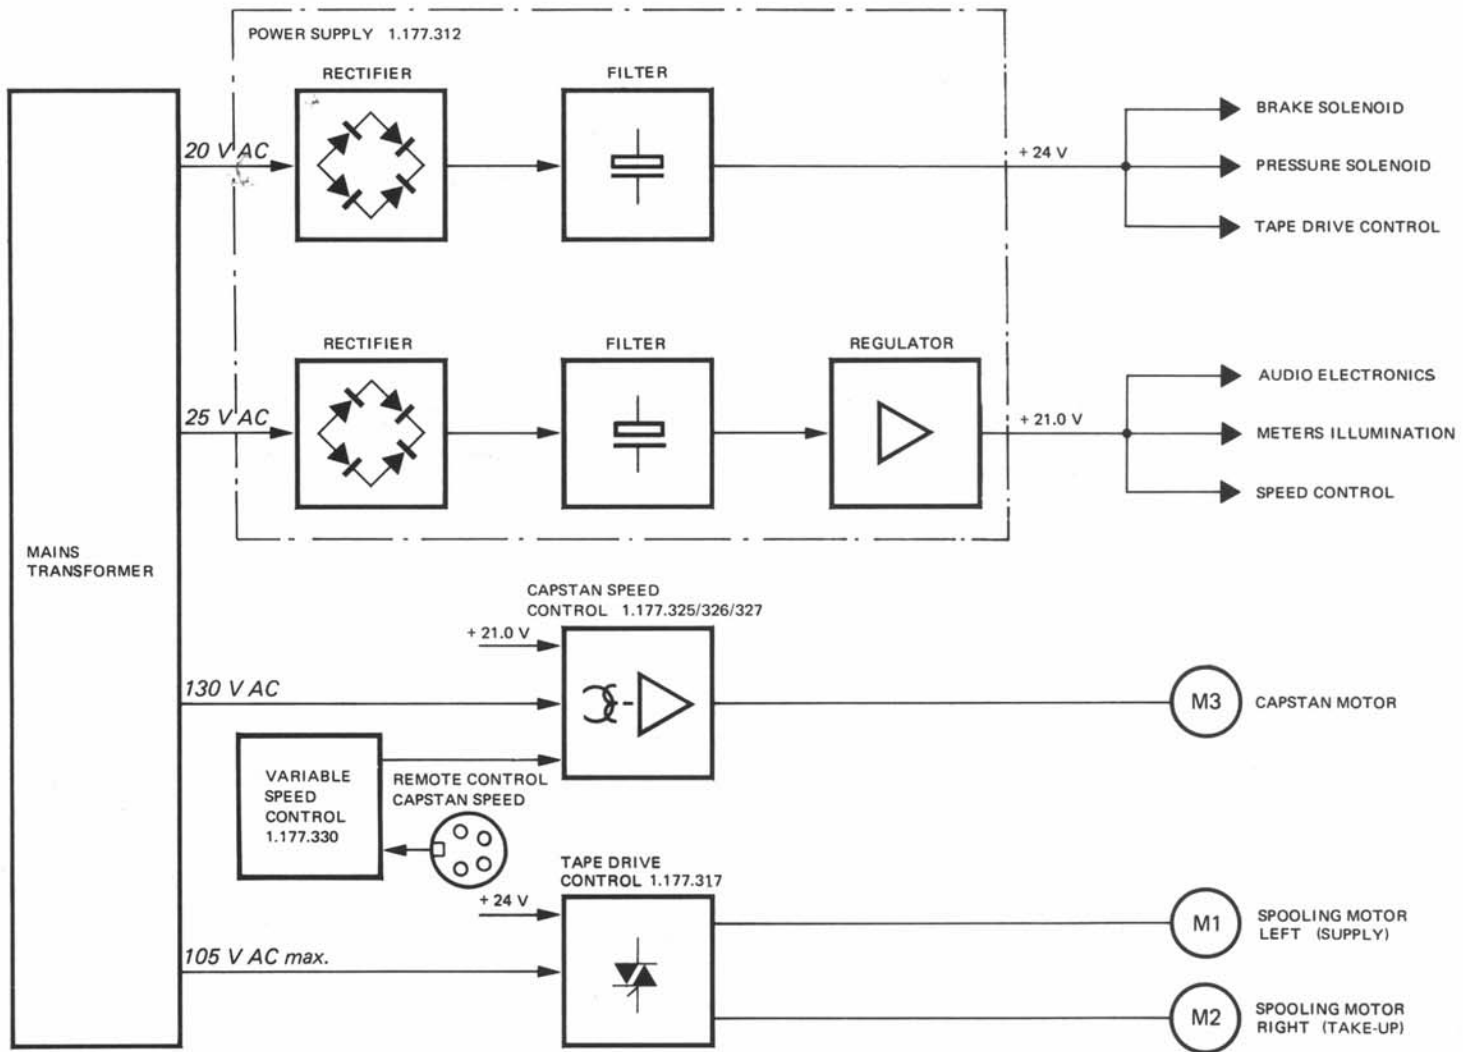 POWER SUPPLY 1.177.312
RECTIFIER
FILTER
20 V AC
+ 24 V
BRAKE SOLENOID
PRESSURE SOLENOID
TAPE DRIVE CONTROL
RECTIFIER
FILTER
REGULATOR
25 V AC
+ 21.0 V
AUDIO ELECTRONICS
METERS ILLUMINATION
SPEED CONTROL
MAINS
TRANSFORMER
CAPSTAN SPEED
CONTROL 1.177.325/326/327
+ 21.0 V
130 V AC
M3
CAPSTAN MOTOR
VARIABLE
SPEED
CONTROL
1.177.330
REMOTE CONTROL
CAPSTAN SPEED
TAPE DRIVE
CONTROL 1.177.317
+ 24 V
105 V AC max.
M1
SPOOLING MOTOR
LEFT (SUPPLY)
M2
SPOOLING MOTOR
RIGHT (TAKE-UP)